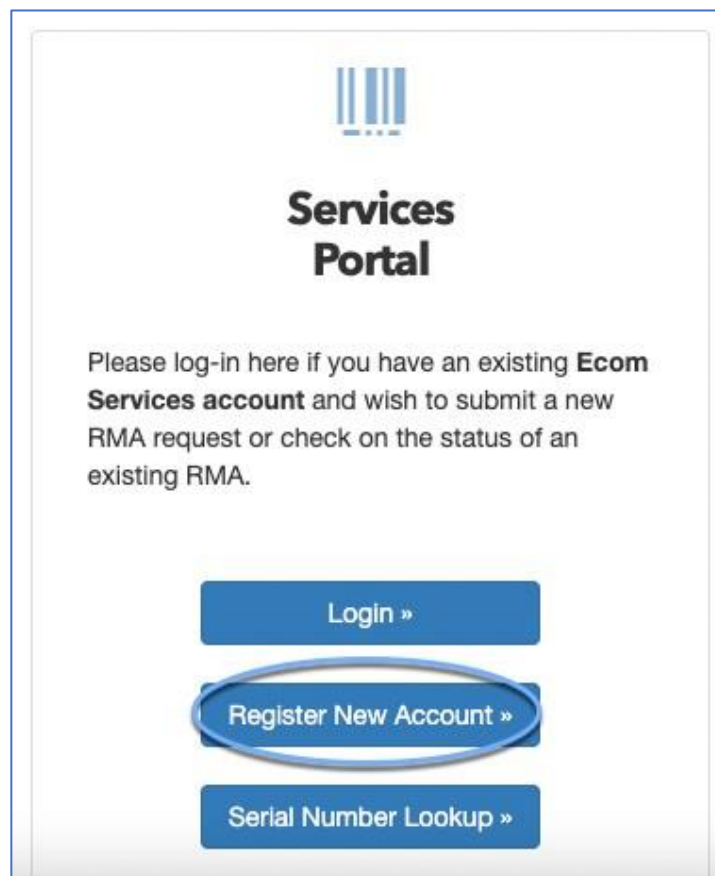 Services
Portal
Please log-in here if you have an existing Ecom
Services account and wish to submit a new
RMA request or check on the status of an
existing RMA.
Login »
Register New Account »
Serial Number Lookup »